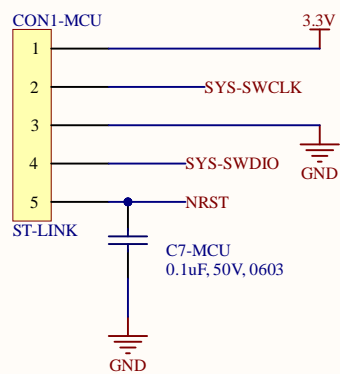 CON1-MCU
3.3V
1
2
SYS-SWCLK
3
GND
4
SYS-SWDIO
5
NRST
ST-LINK
C7-MCU
0.1uF, 50V, 0603
GND